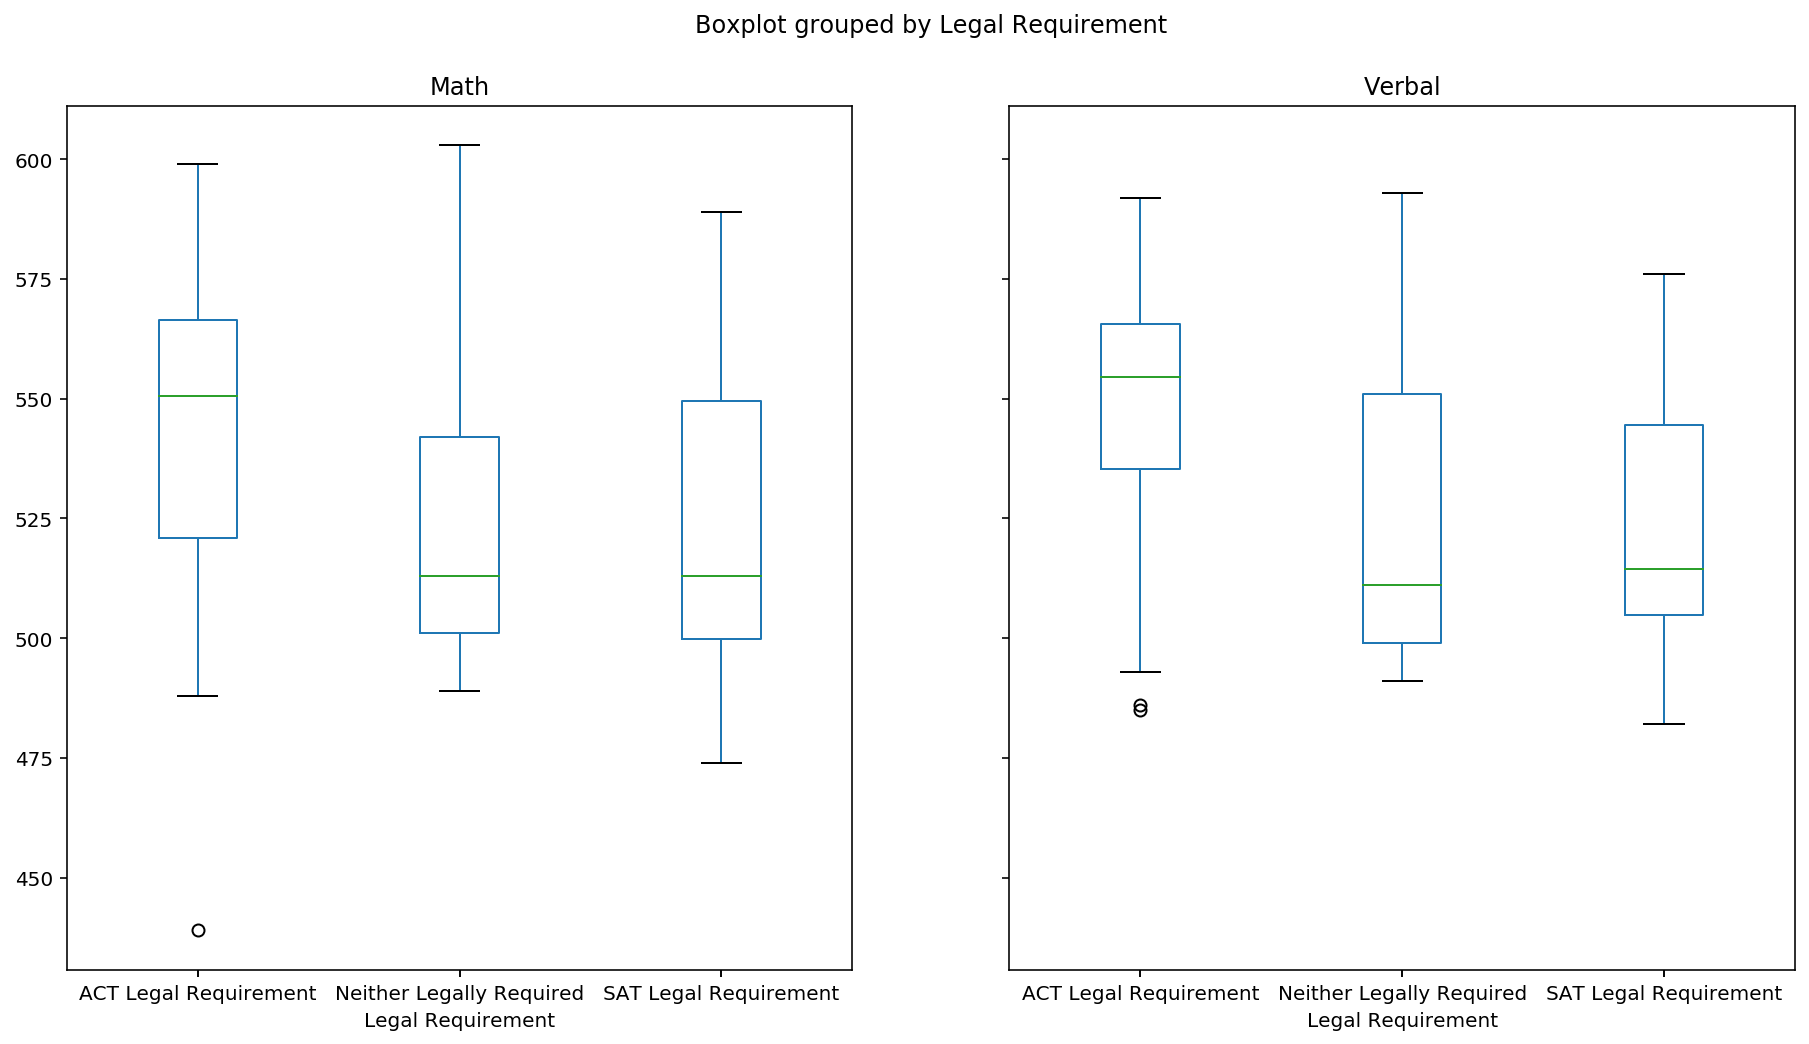 Boxplot grouped by Legal Requirement
Math
600
575
550
525
500
475
450
ACT Legal Requirement Neither Legally Required SAT Legal Requirement
Legal Requirement
Verbal
ACT Legal Requirement Neither Legally Required SAT Legal Requirement
Legal Requirement